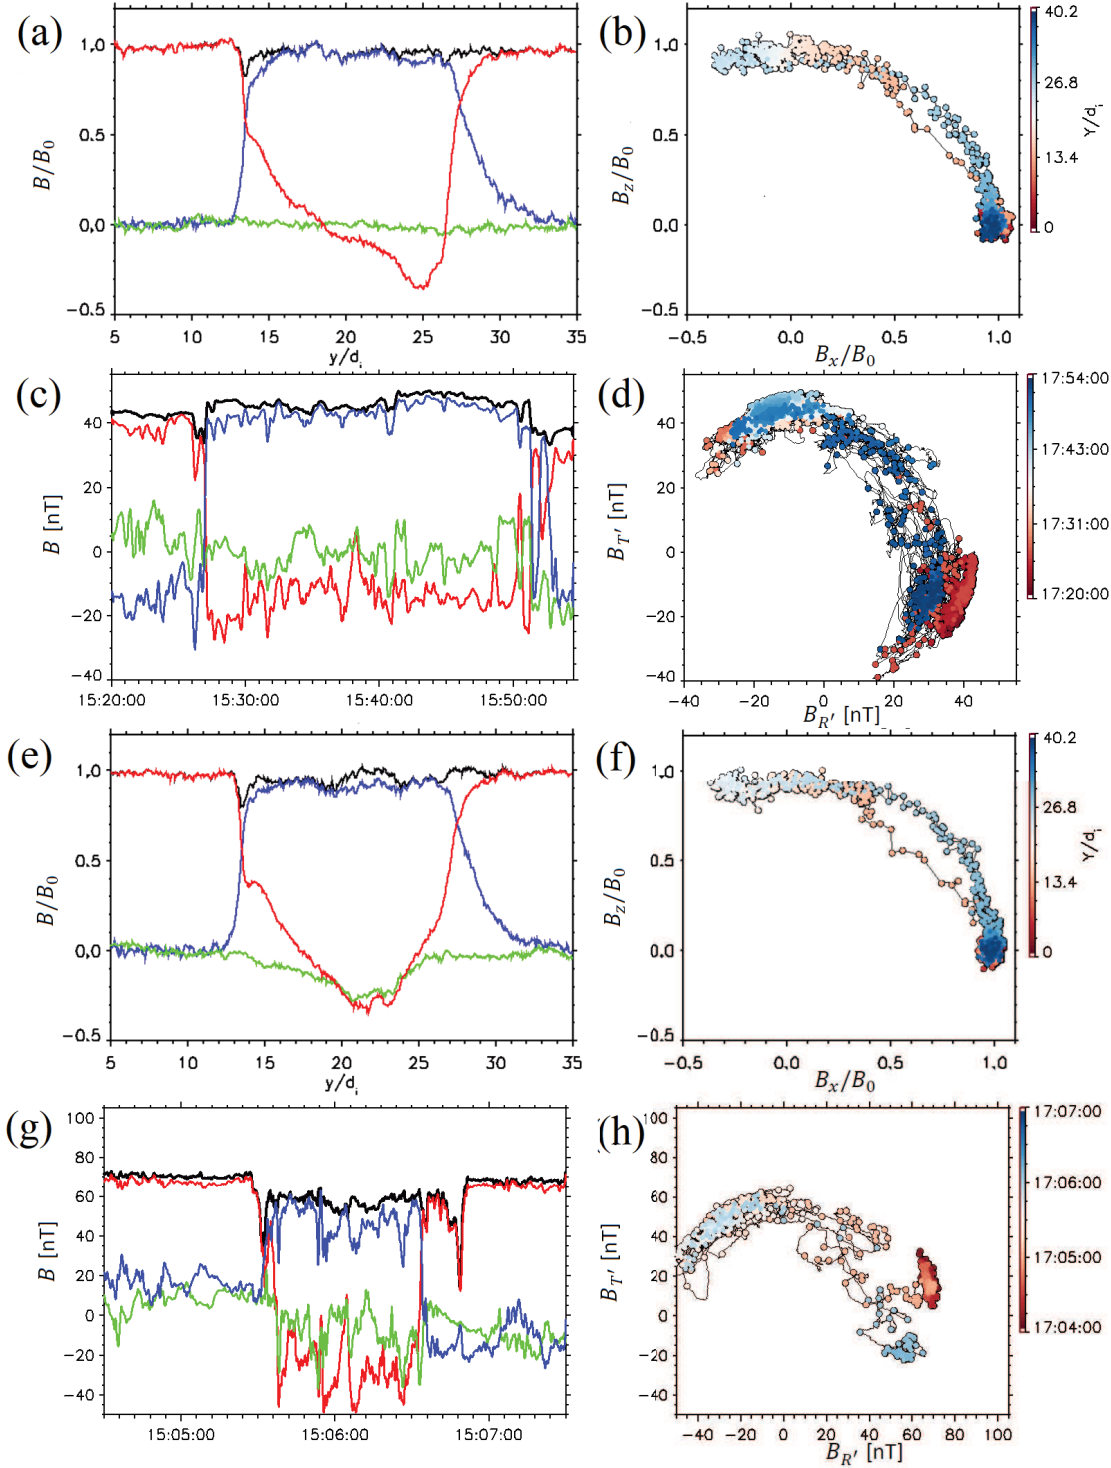 (a)
1.0
0.5
0.0
−0.5
B/B0
5 10 15 20 25 30 35
y/di
(b)
1.0
0.5
0.0
−0.5
Bz/B0
−0.5 0.0 0.5 1.0
Bx/B0
40.2
26.8
13.4
0
Y/di
(c)
40
20
0
−20
−40
B [nT]
15:20:00 15:30:00 15:40:00 15:50:00
(d)
40
20
0
−20
−40
BT' [nT]
−40 −20 0 20 40
BR' [nT]
17:54:00
17:43:00
17:31:00
17:20:00
(e)
1.0
0.5
0.0
−0.5
B/B0
5 10 15 20 25 30 35
y/di
(f)
1.0
0.5
0.0
−0.5
Bz/B0
−0.5 0.0 0.5 1.0
Bx/B0
40.2
26.8
13.4
0
Y/di
(g)
100
80
60
40
20
0
−20
−40
B [nT]
15:05:00 15:06:00 15:07:00
(h)
100
80
60
40
20
0
−20
−40
BT' [nT]
−40 −20 0 20 40 60 80 100
BR' [nT]
17:07:00
17:06:00
17:05:00
17:04:00